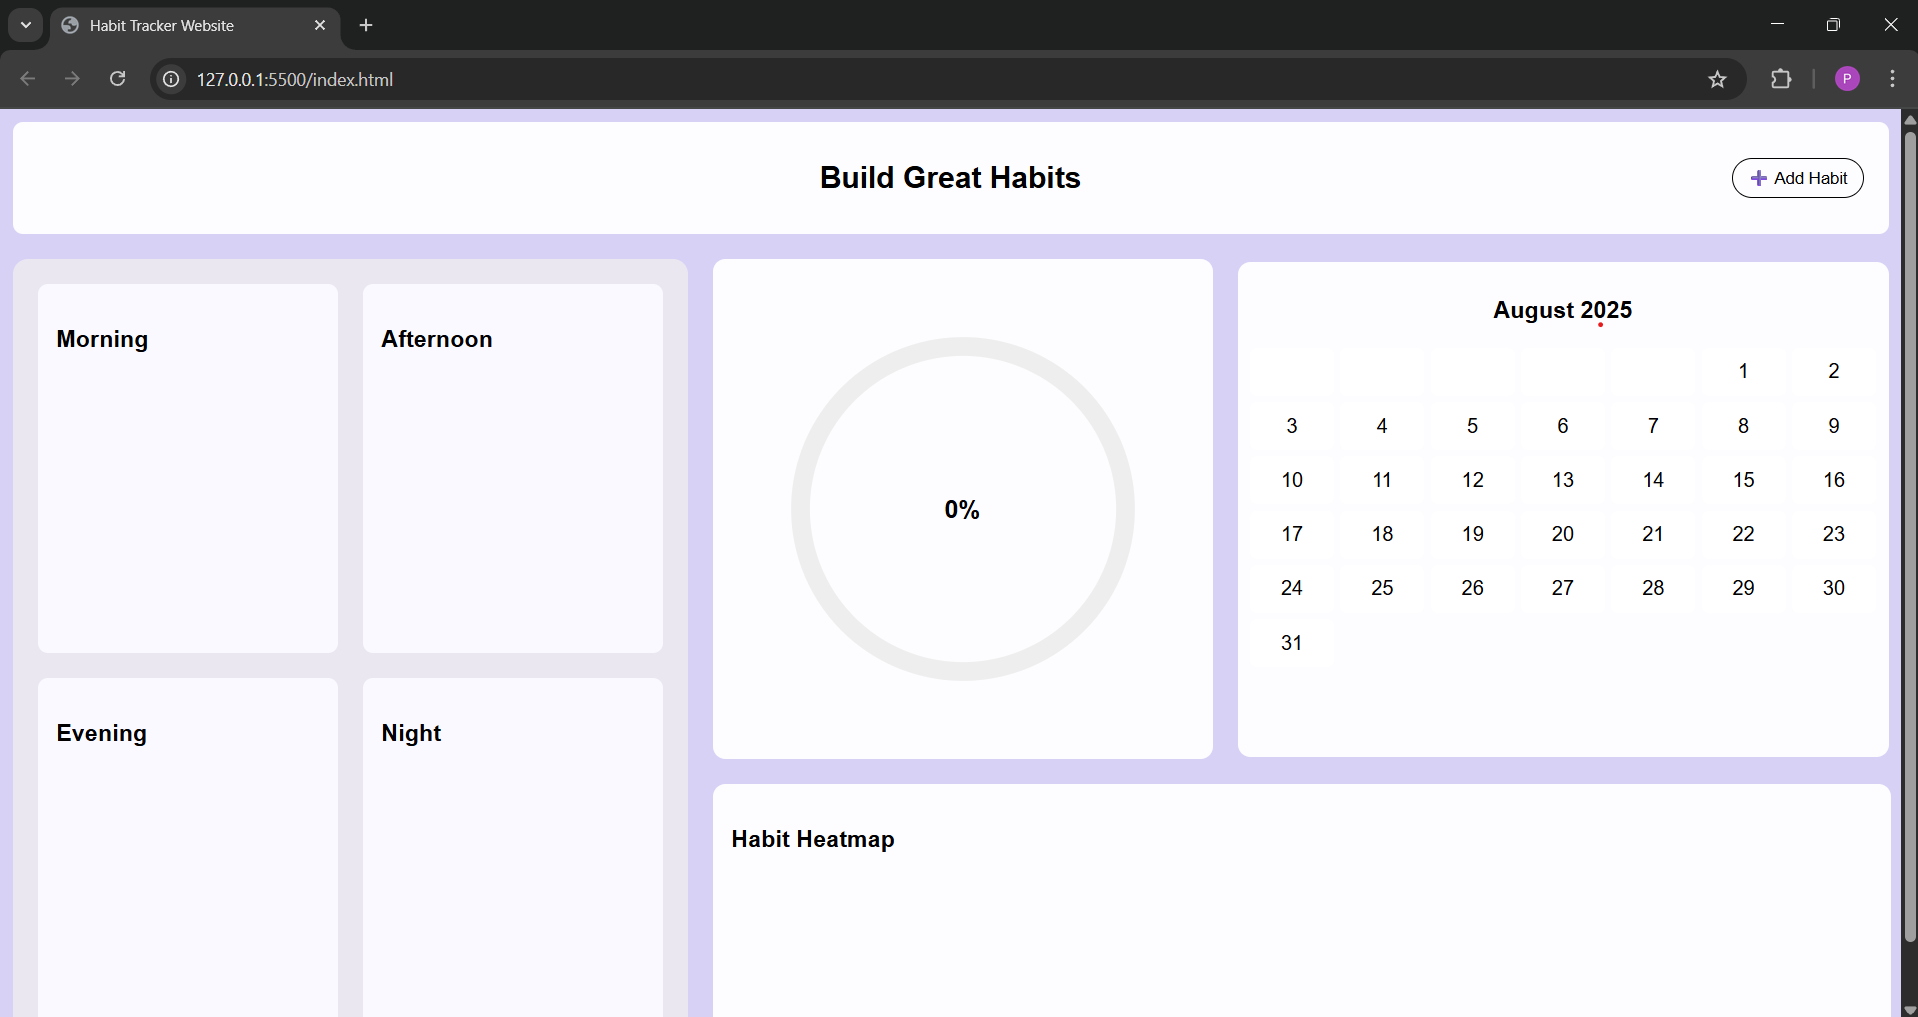 Habit Tracker Website
127.0.0.1:5500/index.html
P
Build Great Habits
Add Habit
Morning
Afternoon
Evening
Night
0%
August 2025
1 2
3 4 5 6 7 8 9
10 11 12 13 14 15 16
17 18 19 20 21 22 23
24 25 26 27 28 29 30
31
Habit Heatmap